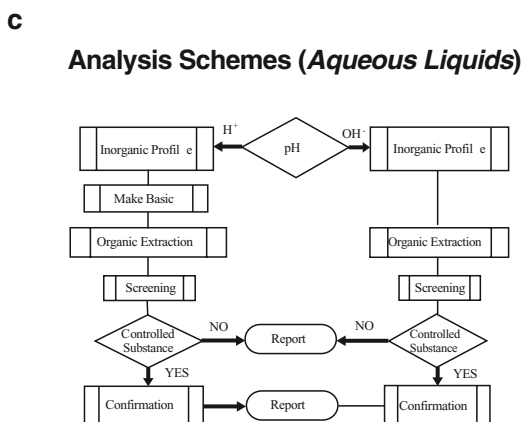 c
Analysis Schemes (Aqueous Liquids)
H+
OH-
Inorganic Profil e
pH
Inorganic Profil e
Make Basic
Organic Extraction
Organic Extraction
Screening
Screening
Controlled
Substance
NO
Report
NO
Controlled
Substance
YES
YES
Confirmation
Report
Confirmation